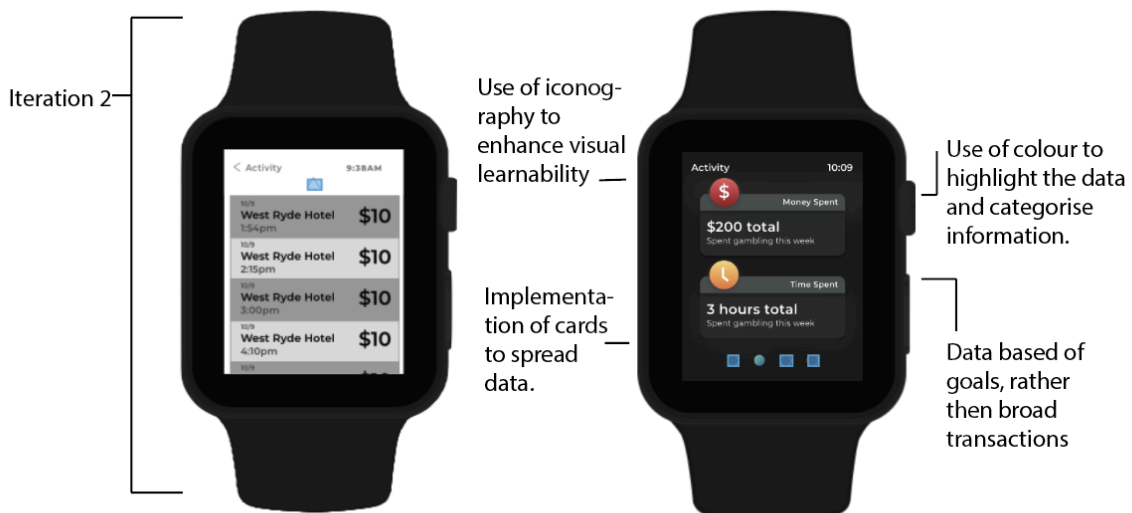 Iteration 2
< Activity 9:38AM
10/9
West Ryde Hotel $10
1:54pm
10/9
West Ryde Hotel $10
2:15pm
10/9
West Ryde Hotel $10
3:00pm
10/9
West Ryde Hotel $10
4:10pm
10/9
Use of iconog-
raphy to
enhance visual
learnability
Implementa-
tion of cards
to spread
data.
Activity 10:09
$
Money Spent
$200 total
Spent gambling this week
Time Spent
3 hours total
Spent gambling this week
Use of colour to
highlight the data
and categorise
information.
Data based of
goals, rather
then broad
transactions